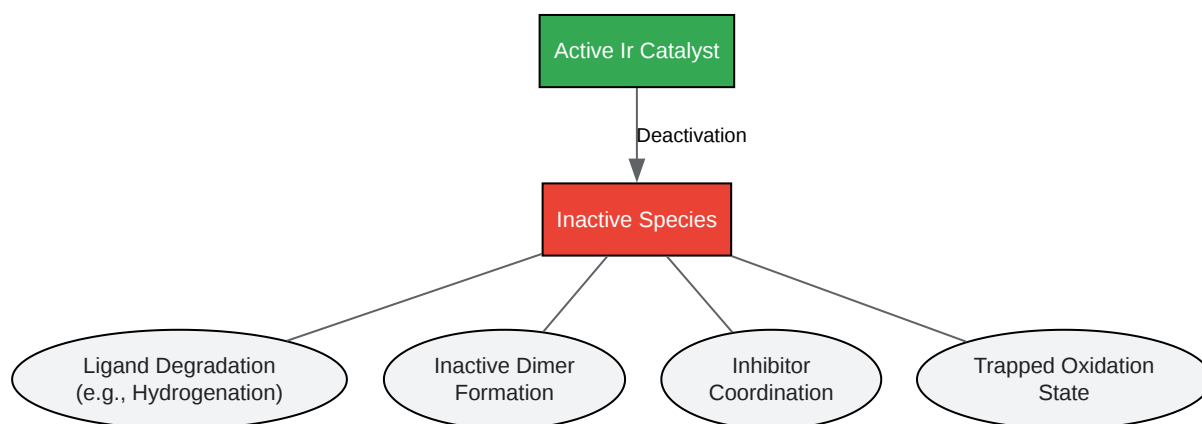 Active Ir Catalyst
Deactivation
Inactive Species
Ligand Degradation
(e.g., Hydrogenation)
Inactive Dimer
Formation
Inhibitor
Coordination
Trapped Oxidation
State